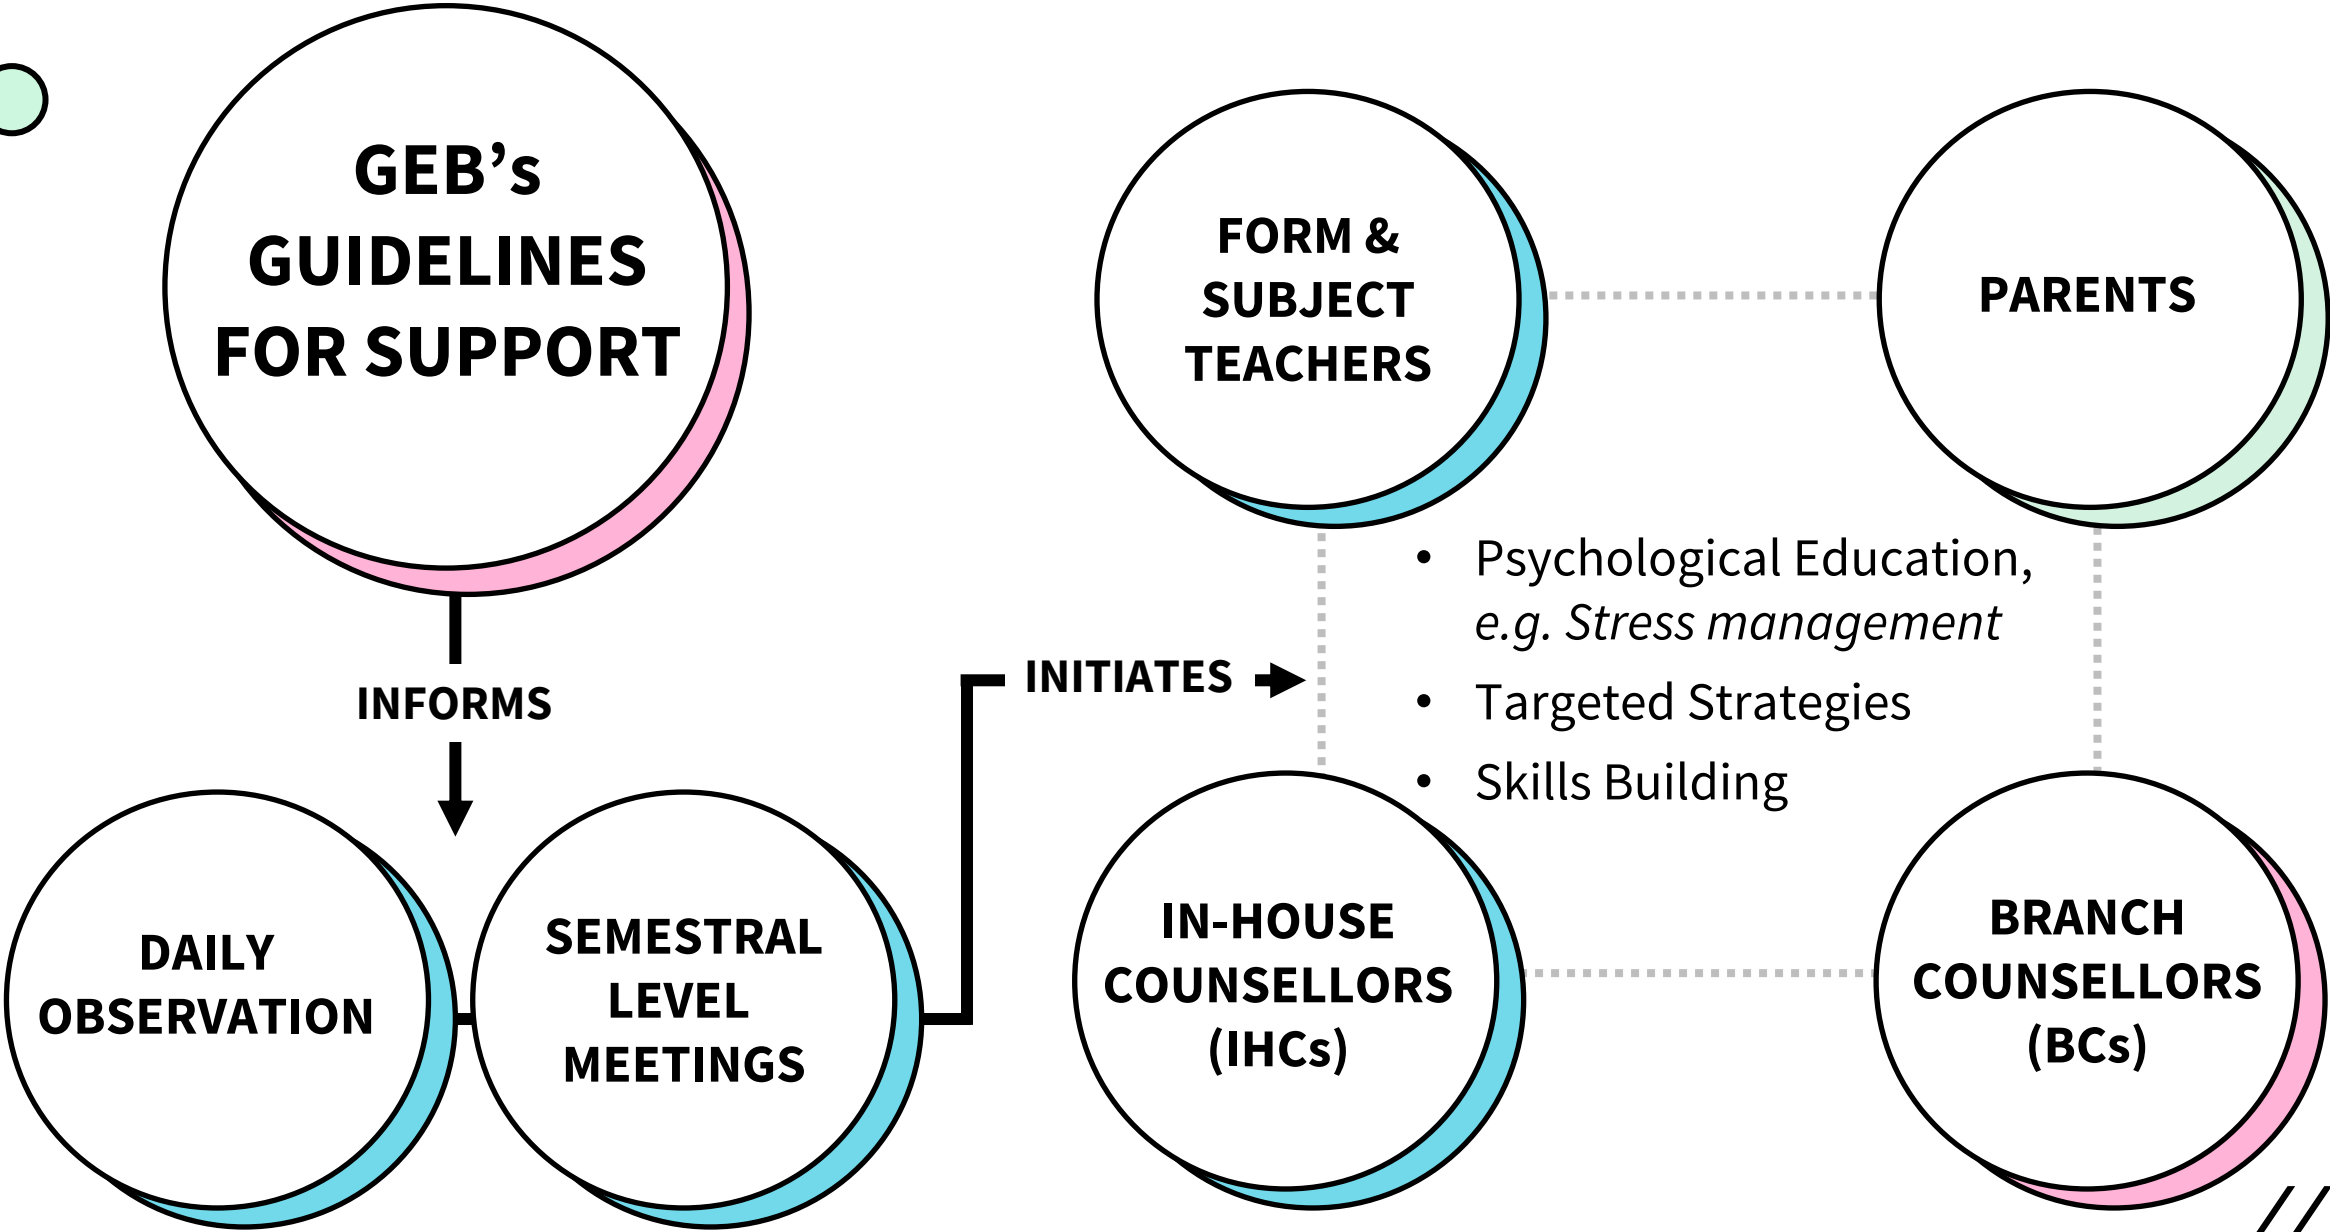 GEB’s
GUIDELINES
FOR SUPPORT
INFORMS
DAILY
OBSERVATION
SEMESTRAL
LEVEL
MEETINGS
INITIATES
FORM &
SUBJECT
TEACHERS
PARENTS
• Psychological Education,
e.g. Stress management
• Targeted Strategies
• Skills Building
IN-HOUSE
COUNSELLORS
(IHCs)
BRANCH
COUNSELLORS
(BCs)